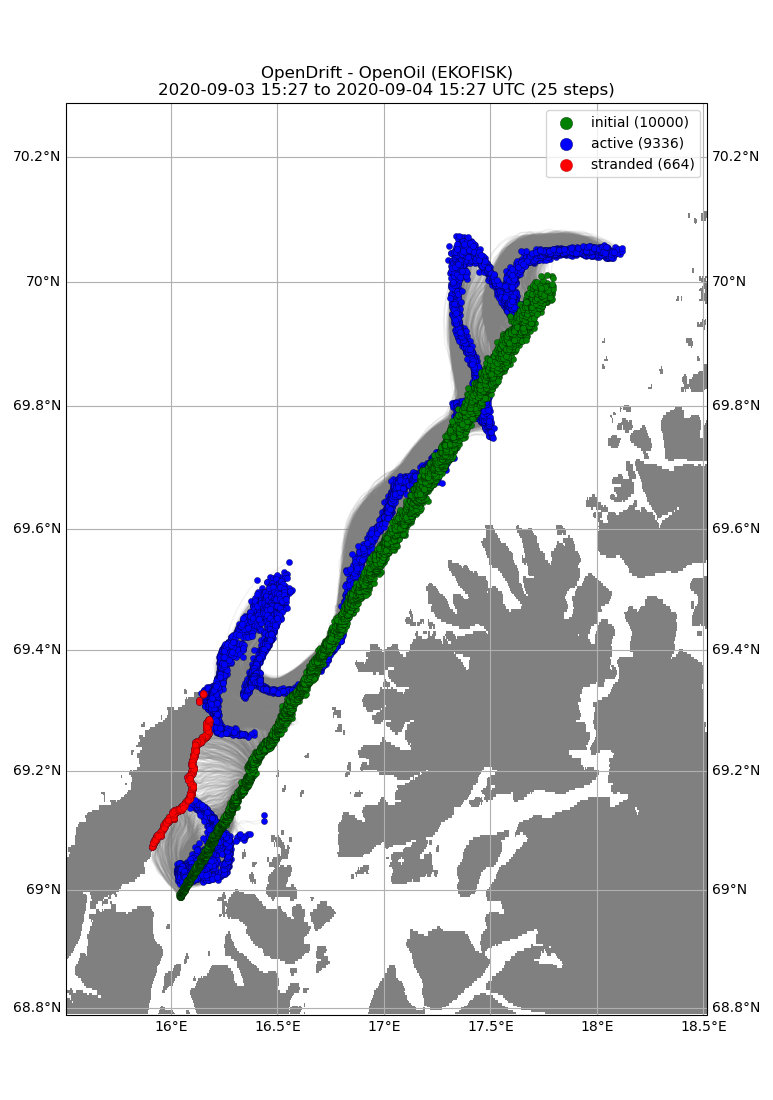 OpenDrift - OpenOil (EKOFISK)
2020-09-03 15:27 to 2020-09-04 15:27 UTC (25 steps)
initial (10000)
active (9336)
stranded (664)
70.2°N 70.2°N
70°N 70°N
69.8°N 69.8°N
69.6°N 69.6°N
69.4°N 69.4°N
69.2°N 69.2°N
69°N 69°N
68.8°N 68.8°N
16°E 16.5°E 17°E 17.5°E 18°E 18.5°E